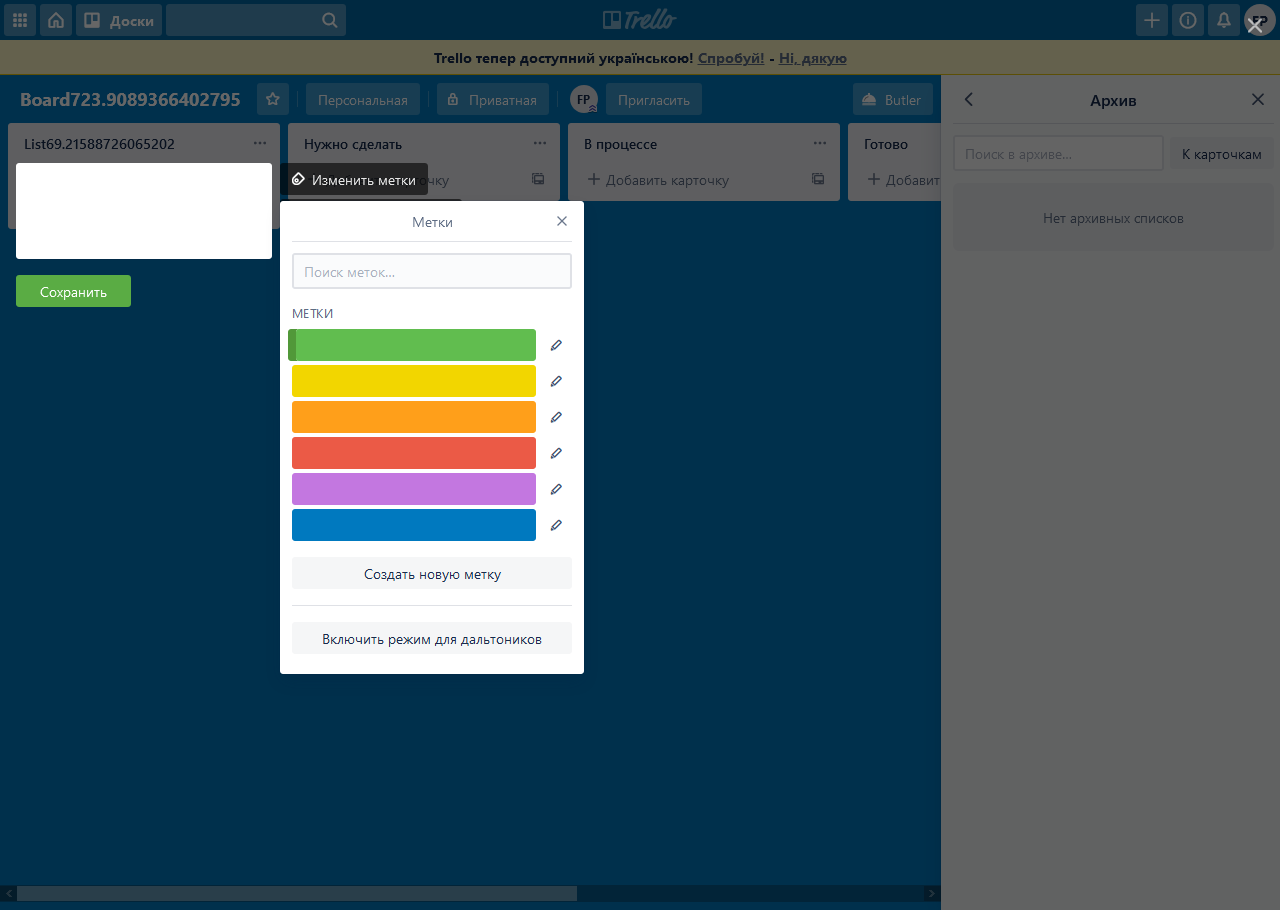 Доски
Trello
FP
Trello тепер доступний українською! Спробуй! - Ні, дякую
Board723.9089366402795
Персональная
Приватная
FP
Пригласить
Butler
Архив
List69.21588726065202
Нужно сделать
В процессе
Готово
Поиск в архиве...
К карточкам
Изменить метки
чку
Добавить карточку
Добавит
Нет архивных списков
Метки
Поиск меток...
МЕТКИ
Сохранить
Создать новую метку
Включить режим для дальтоников